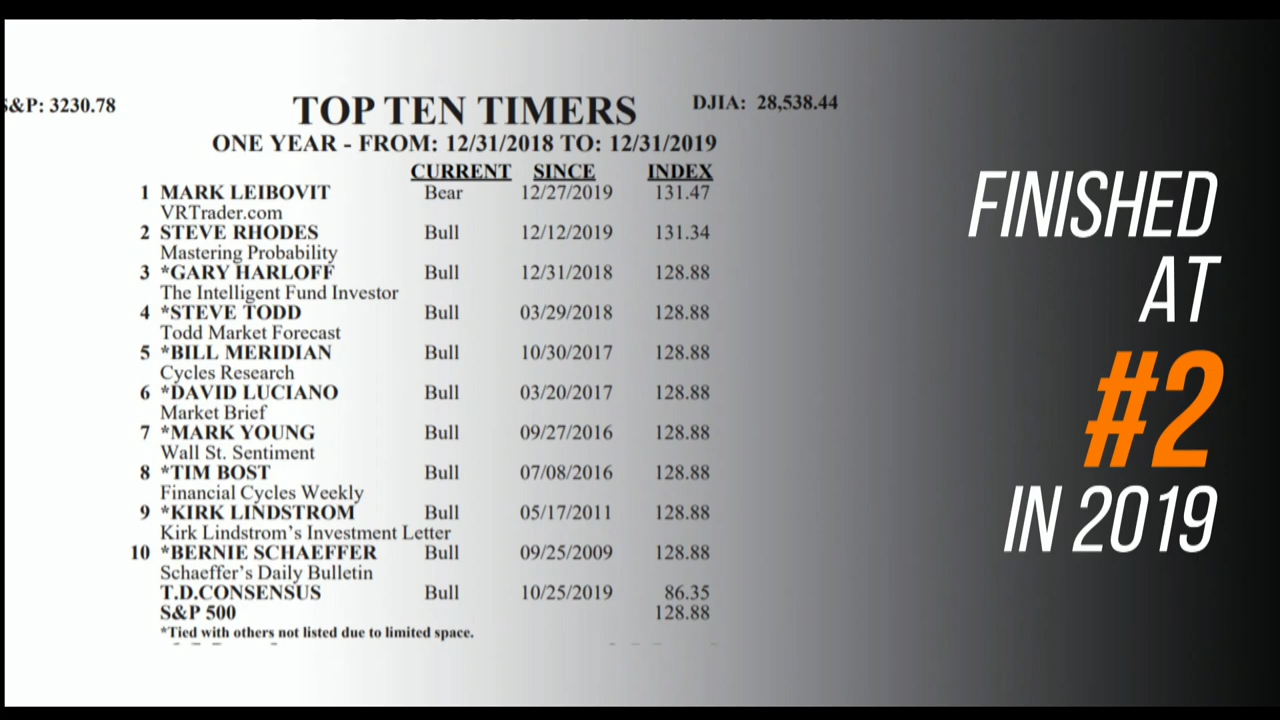 S&P: 3230.78
TOP TEN TIMERS
DJIA: 28,538.44
ONE YEAR - FROM: 12/31/2018 TO: 12/31/2019
CURRENT SINCE INDEX
1 MARK LEIBOVIT Bear 12/27/2019 131.47
VRTrader.com
2 STEVE RHODES Bull 12/12/2019 131.34
Mastering Probability
3 *GARY HARLOFF Bull 12/31/2018 128.88
The Intelligent Fund Investor
4 *STEVE TODD Bull 03/29/2018 128.88
Todd Market Forecast
5 *BILL MERIDIAN Bull 10/30/2017 128.88
Cycles Research
6 *DAVID LUCIANO Bull 03/20/2017 128.88
Market Brief
7 *MARK YOUNG Bull 09/27/2016 128.88
Wall St. Sentiment
8 *TIM BOST Bull 07/08/2016 128.88
Financial Cycles Weekly
9 *KIRK LINDSTROM Bull 05/17/2011 128.88
Kirk Lindstrom's Investment Letter
10 *BERNIE SCHAEFFER Bull 09/25/2009 128.88
Schaeffer's Daily Bulletin
T.D.CONSENSUS Bull 10/25/2019 86.35
S&P 500 128.88
*Tied with others not listed due to limited space.
FINISHED
AT
#2
IN 2019